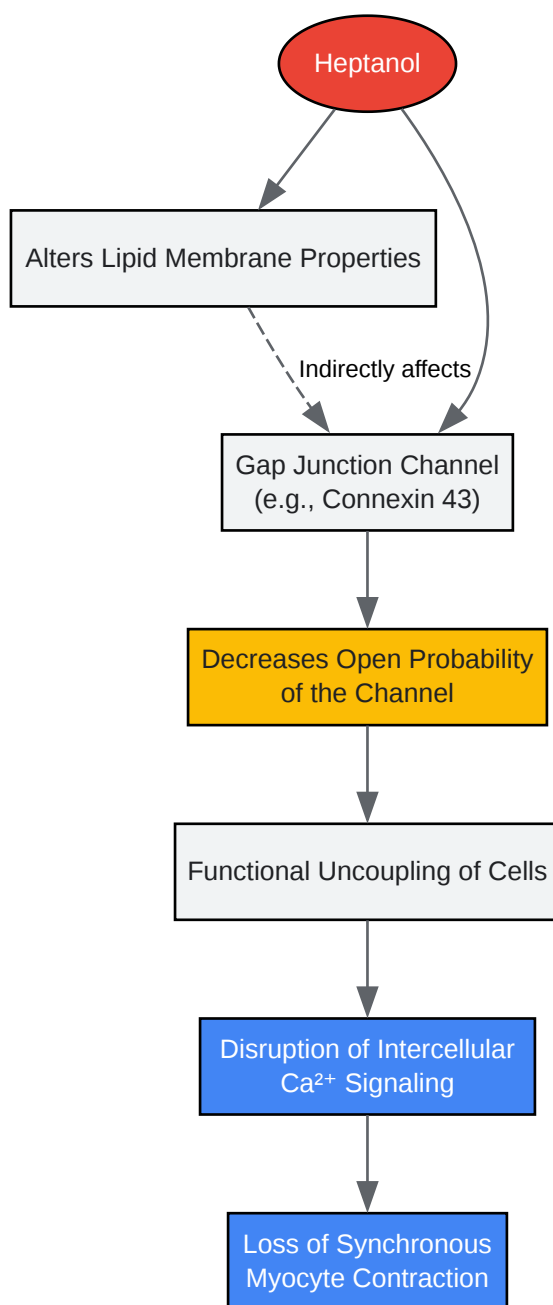 Heptanol
Alters Lipid Membrane Properties
Indirectly affects
Gap Junction Channel
(e.g., Connexin 43)
Decreases Open Probability
of the Channel
Functional Uncoupling of Cells
Disruption of Intercellular
Ca²⁺ Signaling
Loss of Synchronous
Myocyte Contraction